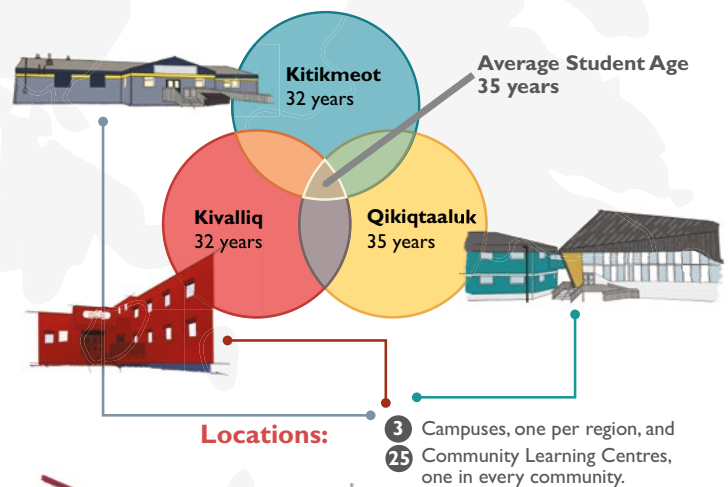 Kitikmeot
32 years
Average Student Age
35 years
Kivalliq
32 years
Qikiqtaaluk
35 years
Locations:
3 Campuses, one per region, and
25 Community Learning Centres,
one in every community.